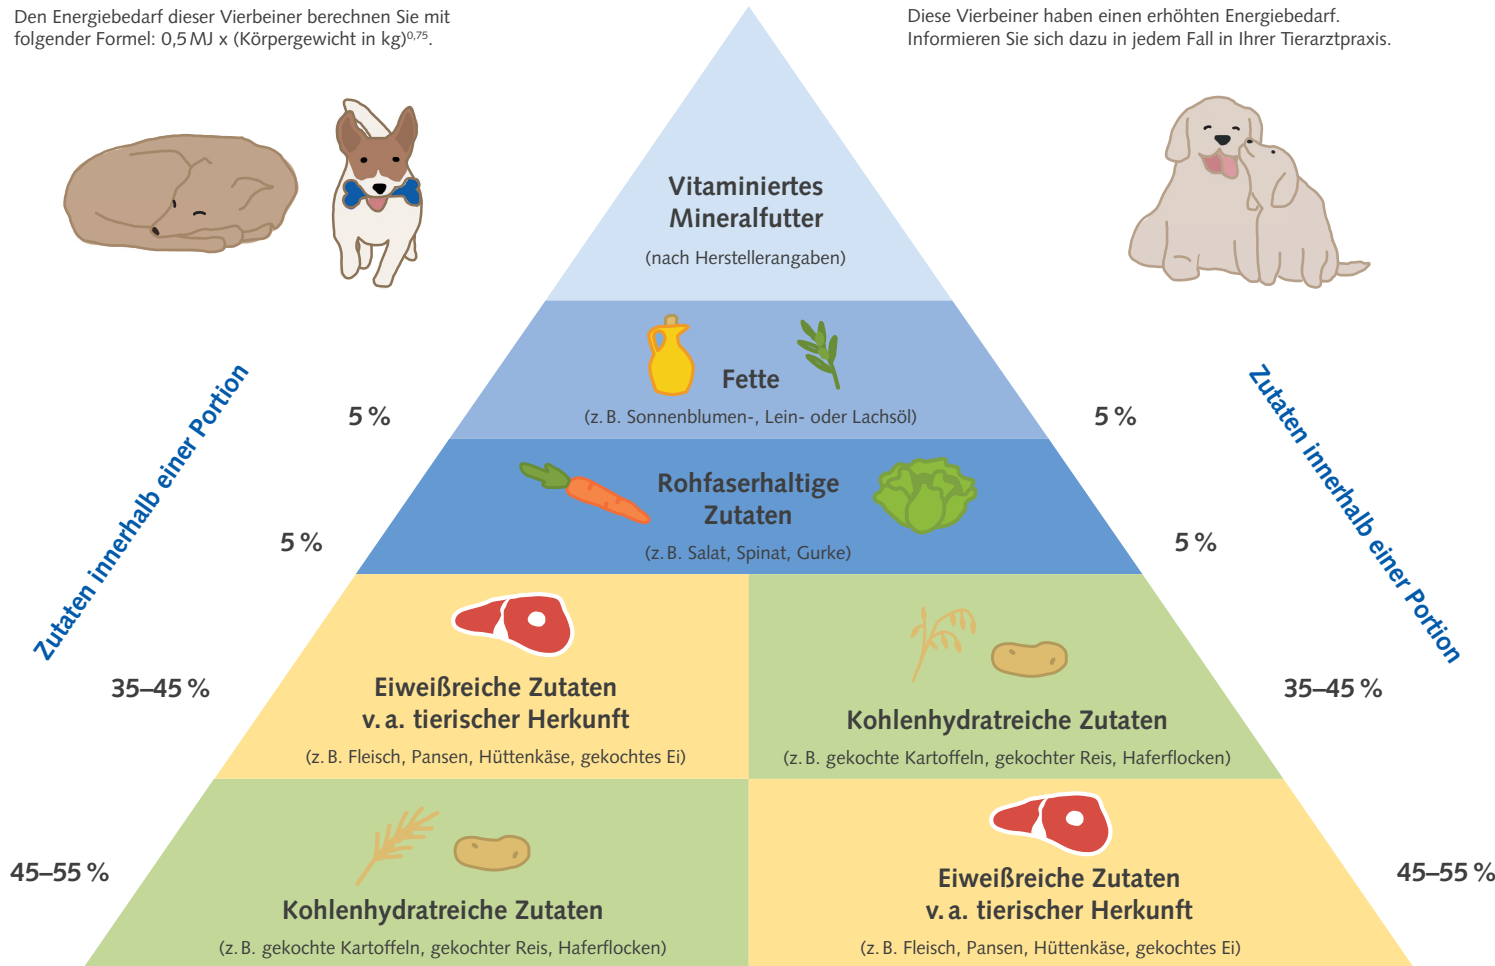 Den Energiebedarf dieser Vierbeiner berechnen Sie mit
folgender Formel: 0,5 MJ x (Körpergewicht in kg)⁰,⁷⁵.
Diese Vierbeiner haben einen erhöhten Energiebedarf.
Informieren Sie sich dazu in jedem Fall in Ihrer Tierarztpraxis.
Vitaminiertes
Mineralfutter
(nach Herstellerangaben)
Zutaten innerhalb einer Portion
Zutaten innerhalb einer Portion
5 %
Fette
(z. B. Sonnenblumen-, Lein- oder Lachsöl)
5 %
5 %
Rohfaserhaltige
Zutaten
(z. B. Salat, Spinat, Gurke)
5 %
35–45 %
Eiweißreiche Zutaten
v. a. tierischer Herkunft
(z. B. Fleisch, Pansen, Hüttenkäse, gekochtes Ei)
Kohlenhydratreiche Zutaten
(z. B. gekochte Kartoffeln, gekochter Reis, Haferflocken)
35–45 %
45–55 %
Kohlenhydratreiche Zutaten
(z. B. gekochte Kartoffeln, gekochter Reis, Haferflocken)
Eiweißreiche Zutaten
v. a. tierischer Herkunft
(z. B. Fleisch, Pansen, Hüttenkäse, gekochtes Ei)
45–55 %